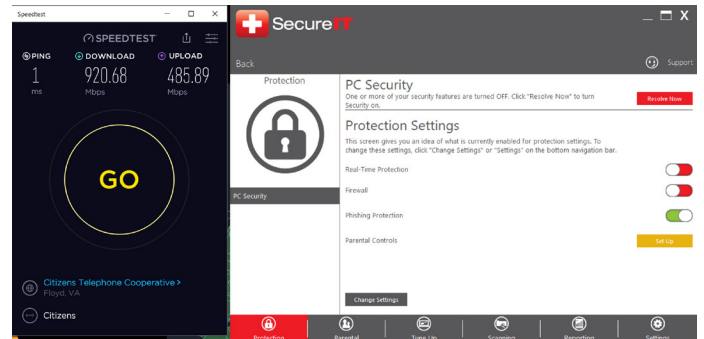 Speedtest
SPEEDTEST
PING DOWNLOAD UPLOAD
1 920.68 485.89
ms Mbps Mbps
GO
Citizens Telephone Cooperative >
Floyd, VA
Citizens
SecureIT
X
Back
Support
Protection
PC Security
PC Security
One or more of your security features are turned OFF. Click "Resolve Now" to turn
Security on.
Resolve Now
Protection Settings
This screen gives you an idea of what is currently enabled for protection settings. To
change these settings, click "Change Settings" or "Settings" on the bottom navigation bar.
Real-Time Protection
Firewall
Phishing Protection
Parental Controls
Set Up
Change Settings
Protection Parental Tune Up Scanning Reporting Settings